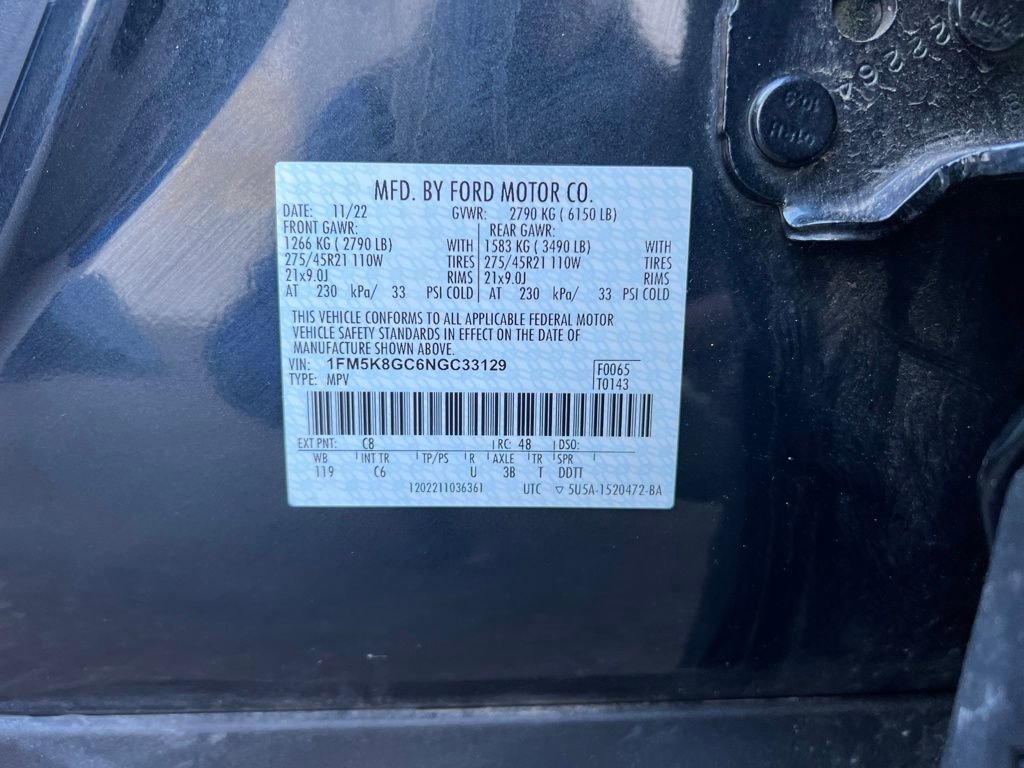 MFD. BY FORD MOTOR CO.
DATE: 11/22 GVWR: 2790 KG ( 6150 LB)
FRONT GAWR: REAR GAWR:
1266 KG ( 2790 LB) WITH 1583 KG ( 3490 LB) WITH
275/45R21 110W TIRES 275/45R21 110W TIRES
21x9.0J RIMS 21x9.0J RIMS
AT 230 kPa/ 33 PSI COLD AT 230 kPa/ 33 PSI COLD
THIS VEHICLE CONFORMS TO ALL APPLICABLE FEDERAL MOTOR
VEHICLE SAFETY STANDARDS IN EFFECT ON THE DATE OF
MANUFACTURE SHOWN ABOVE.
VIN: 1FM5K8GC6NGC33129 F0065
TYPE: MPV T0143
EXT PNT: C8 RC: 48 DSO:
WB INT TR TP/PS R AXLE TR SPR
119 C6 U 3B T DDTT
1202211036361 UTC ▽ 5U5A-1520472-BA